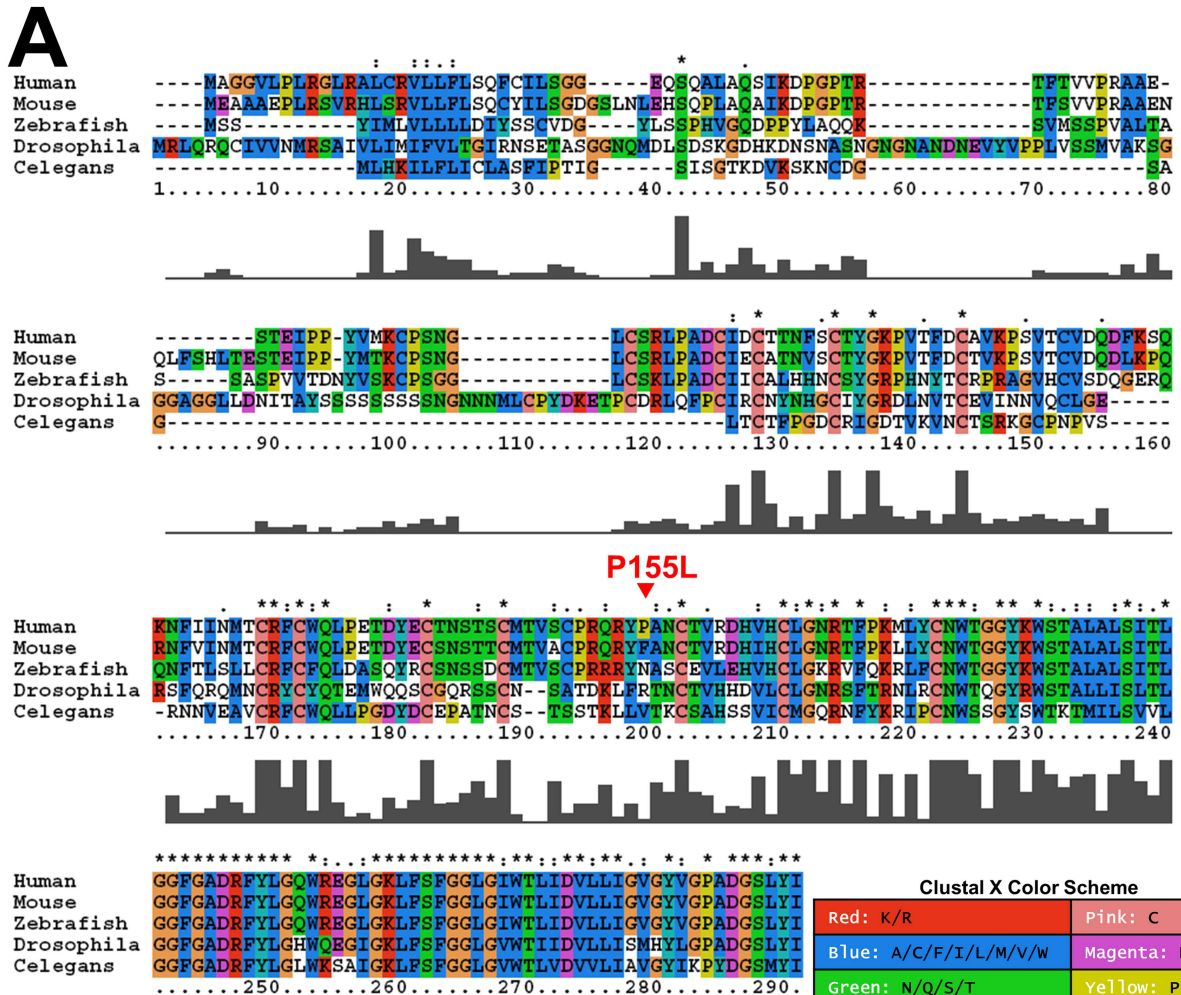 A
: ::.: * .
Human ----MAGGVLPLRGLRALCRVLLFLSQFCILSGG-----EQSQALAQSIKDPGPTR-------------TFTVVPRAAE-
Mouse ----MEAAAEPLRSVRHLSRVLLFLSQCYILSGDGSLNLEHSQPLAQAIKDPGPTR-------------TFSVVPRAAEN
Zebrafish ----MSS---------YIMLVLLLLDIYSSCVDG----YLSSPHVGQDPPYLAQQK-------------SVMSSPVALTA
Drosophila MRLQRQCIVVNMRSAIVLIMIFVLTGIRNSETASGGNQMDLSDSKGDHKDNSNASNGNGNANDNEVYVPPLVSSMVAKSG
Celegans ----------------MLHKILFLICLASFIPTIG------SISGTKDVKSKNCDG----------------------SA
1........10........20........30........40........50........60........70........80
: * .* * * . .
Human --------STEIPP-YVMKCPSNG------------LCSRLPADCIDCTTNFSCTYGKPVTFDCAVKPSVTCVDQDFKSQ
Mouse QLFSHLTESTEIPP-YMTKCPSNG------------LCSRLPADCIECATNVSCTYGKPVTFDCTVKPSVTCVDQDLKPQ
Zebrafish S-----SASPVVTDNYVSKCPSGG------------LCSKLPADCIICALHHNCSYGRPHNYTCRPRAGVHCVSDQGERQ
Drosophila GGAGGLLDNITAYSSSSSSSSSNGNNNMLCPYDKETPCDRLQFPCIRCNYNHGCIYGRDLNVTCEVINNVQCLGE-----
Celegans G--------------------------------------------LTCTFPGDCRIGDTVKVNCTSRKGCPNPVS-----
.........90.......100.......110.......120.......130.......140.......150.......160
P155L
. **:*:* : * : * :.. : .:* . :*:*:* *: : :***: ** *:.:: ::*:.*
Human KNFIINMTCRFCWQLPETDYECTNSTSCMTVSCPRQRYPANCTVRDHVHCLGNRTFPKMLYCNWTGGYKWSTALALSITL
Mouse RNFVINMTCRFCWQLPETDYECSNSTTCMTVACPRQRYFANCTVRDHIHCLGNRTFPKLLYCNWTGGYKWSTALALSITL
Zebrafish QNFTLSLLCRFCFQLDASQYRCSNSSDCMTVSCPRRRYNASCEVLEHVHCLGKRVFQKRLFCNWTGGYKWSTALALSITL
Drosophila RSFQRQMNCRYCYQTEMWQQSCGQRSSCN--SATDKLFRTNCTVHHDVLCLGNRSFTRNLRCNWTQGYRWSTALLISLTL
Celegans -RNNVEAVCRFCWQLLPGDYDCEPATNCS--TSSTKLLVTKCSAHSSVICMGQRNFYKRIPCNWSSGYSWTKTMILSVVL
........170.......180.......190.......200.......210.......220.......230.......240
********** *:..:**********:**::**:**.: *: * ***:**
Human GGFGADRFYLGQWREGLGKLFSFGGLGIWTLIDVLLIGVGYVGPADGSLYI
Mouse GGFGADRFYLGQWREGLGKLFSFGGLGIWTLIDVLLIGVGYVGPADGSLYI
Zebrafish GGFGADRFYLGQWREGLGKLFSFGGLGIWTLIDVLLIGVGYVGPADGSLYI
Drosophila GGFGADRFYLGHWQEGIGKLFSFGGLGVWTIIDVLLISMHYLGPADGSLYI
Celegans GGFGADRFYLGLWKSAIGKLFSFGGLGVWTLVDVVLIAVGYIKPYDGSMYI
........250.......260.......270.......280.......290..
Clustal X Color Scheme
Red: K/R Pink: C
Blue: A/C/F/I/L/M/V/W Magenta:
Green: N/Q/S/T Yellow: P